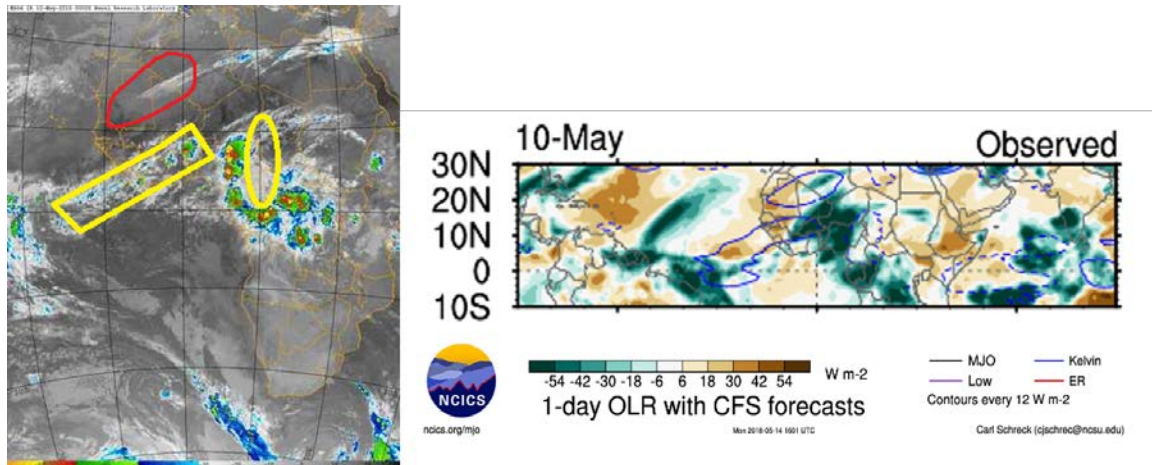 10-May Observed
30N
20N
10N
0
10S
-54 -42 -30 -18 -6 6 18 30 42 54 W m-2
MJO Kelvin
Low ER
Contours every 12 W m-2
NCICS
1-day OLR with CFS forecasts
ncics.org/mjo
Carl Schreck (cjschrec@ncsu.edu)